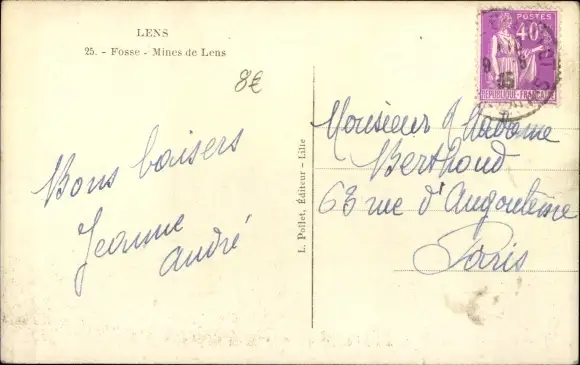 LENS
25. - Fosse - Mines de Lens
8€
Bons baisers
Jeanne
André
L. Pollet, Éditeur - Lille
POSTES
40c
REPUBLIQUE-FRANÇAISE
Monsieur & Madame
Berthoud
63 rue d'Angoulême
Paris